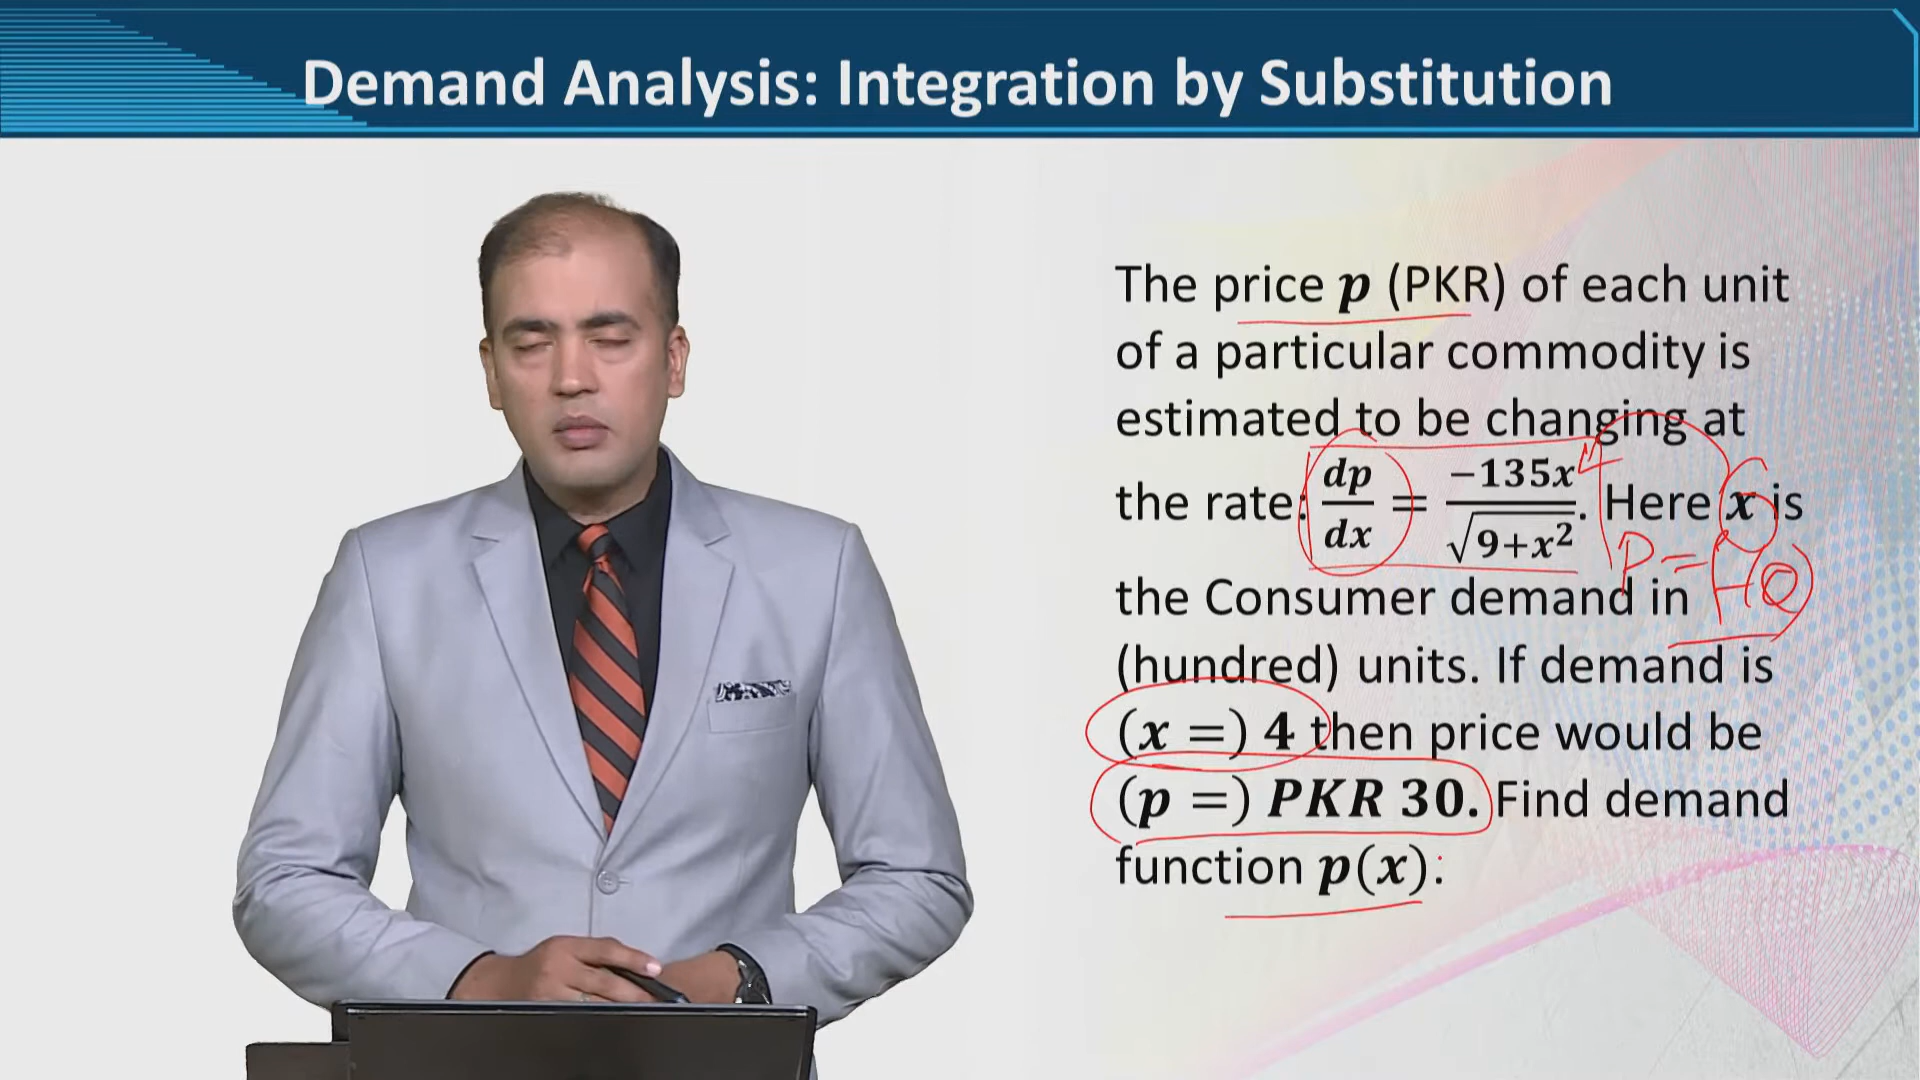 Demand Analysis: Integration by Substitution
The price p (PKR) of each unit
of a particular commodity is
estimated to be changing at
the rate: dp/dx = -135x/√(9+x²). Here x is
P = f(Q)
the Consumer demand in
(hundred) units. If demand is
(x =) 4 then price would be
(p =) PKR 30. Find demand
function p(x):